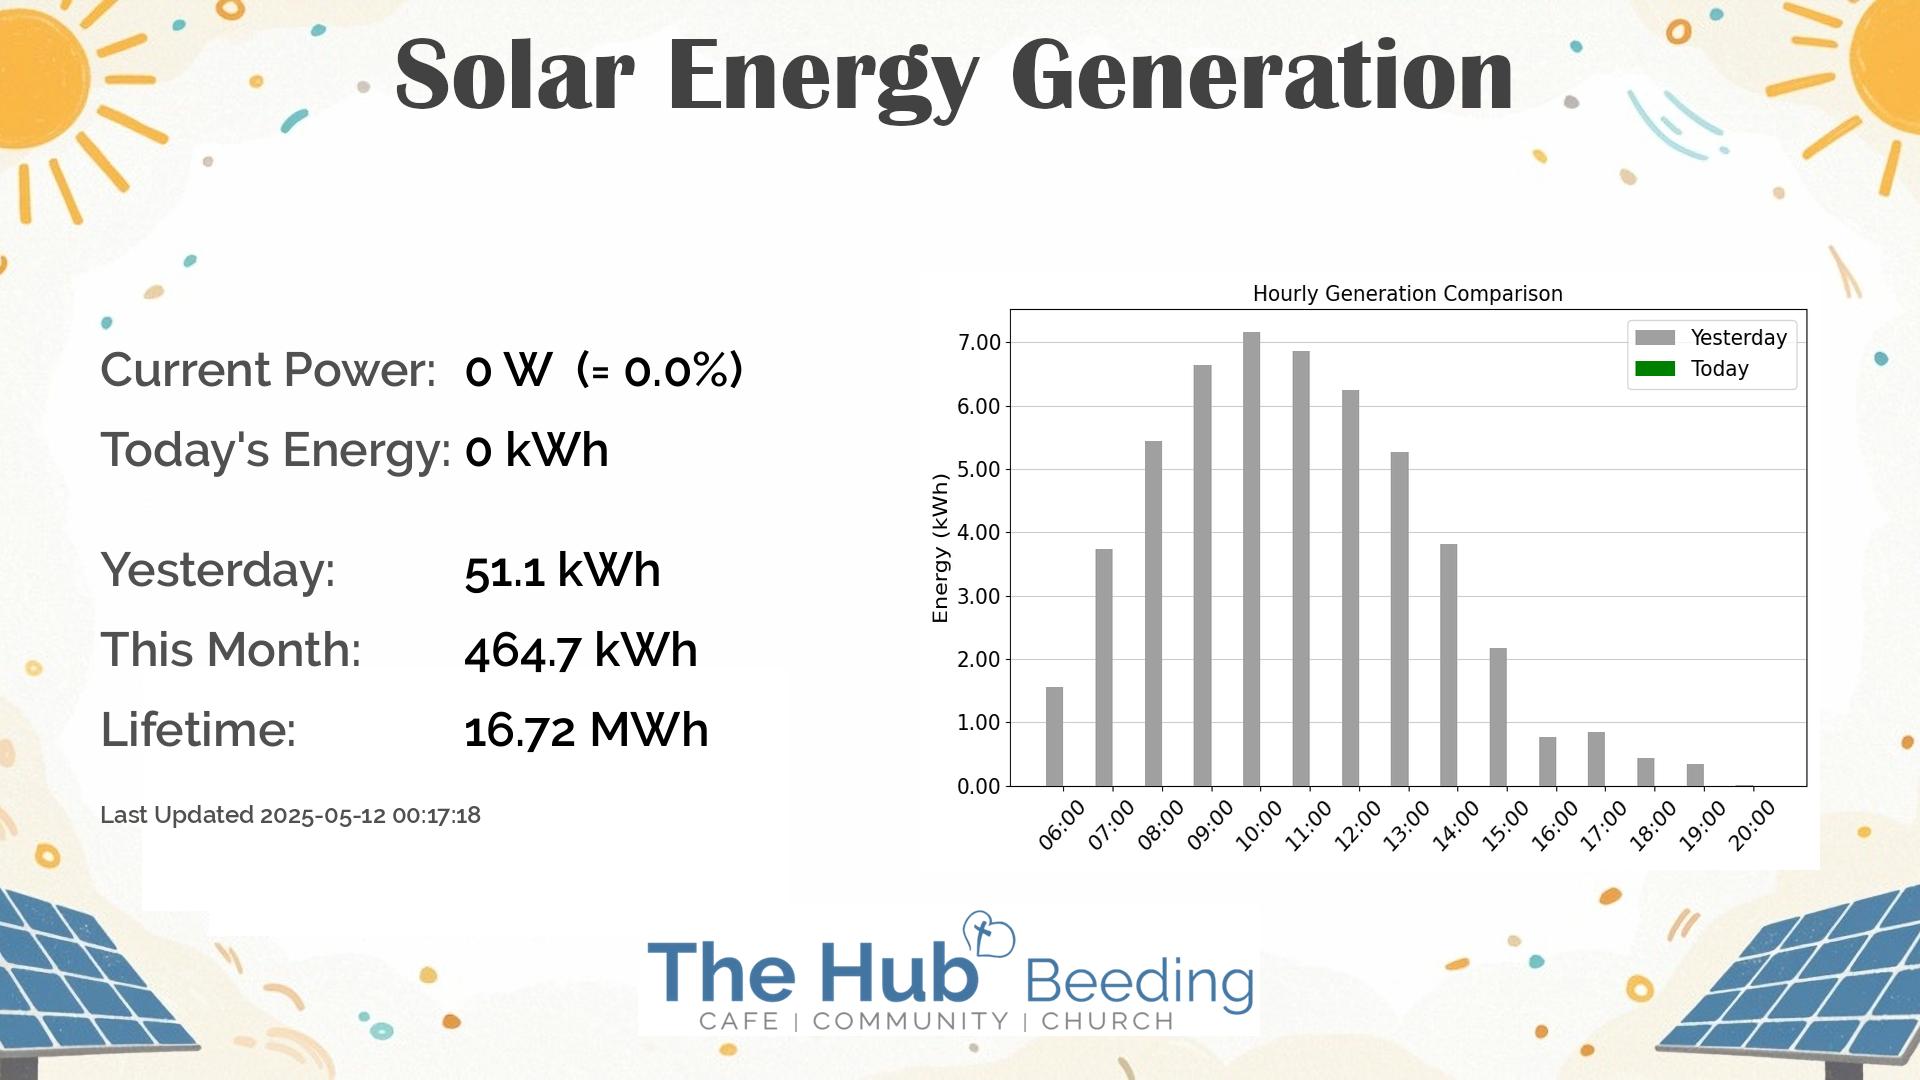 Solar Energy Generation
Current Power: 0 W (= 0.0%)
Today's Energy: 0 kWh
Yesterday: 51.1 kWh
This Month: 464.7 kWh
Lifetime: 16.72 MWh
Last Updated 2025-05-12 00:17:18
Hourly Generation Comparison
Yesterday
Today
Energy (kWh)
7.00
6.00
5.00
4.00
3.00
2.00
1.00
0.00
06:00 07:00 08:00 09:00 10:00 11:00 12:00 13:00 14:00 15:00 16:00 17:00 18:00 19:00 20:00
The Hub Beeding
CAFE | COMMUNITY | CHURCH